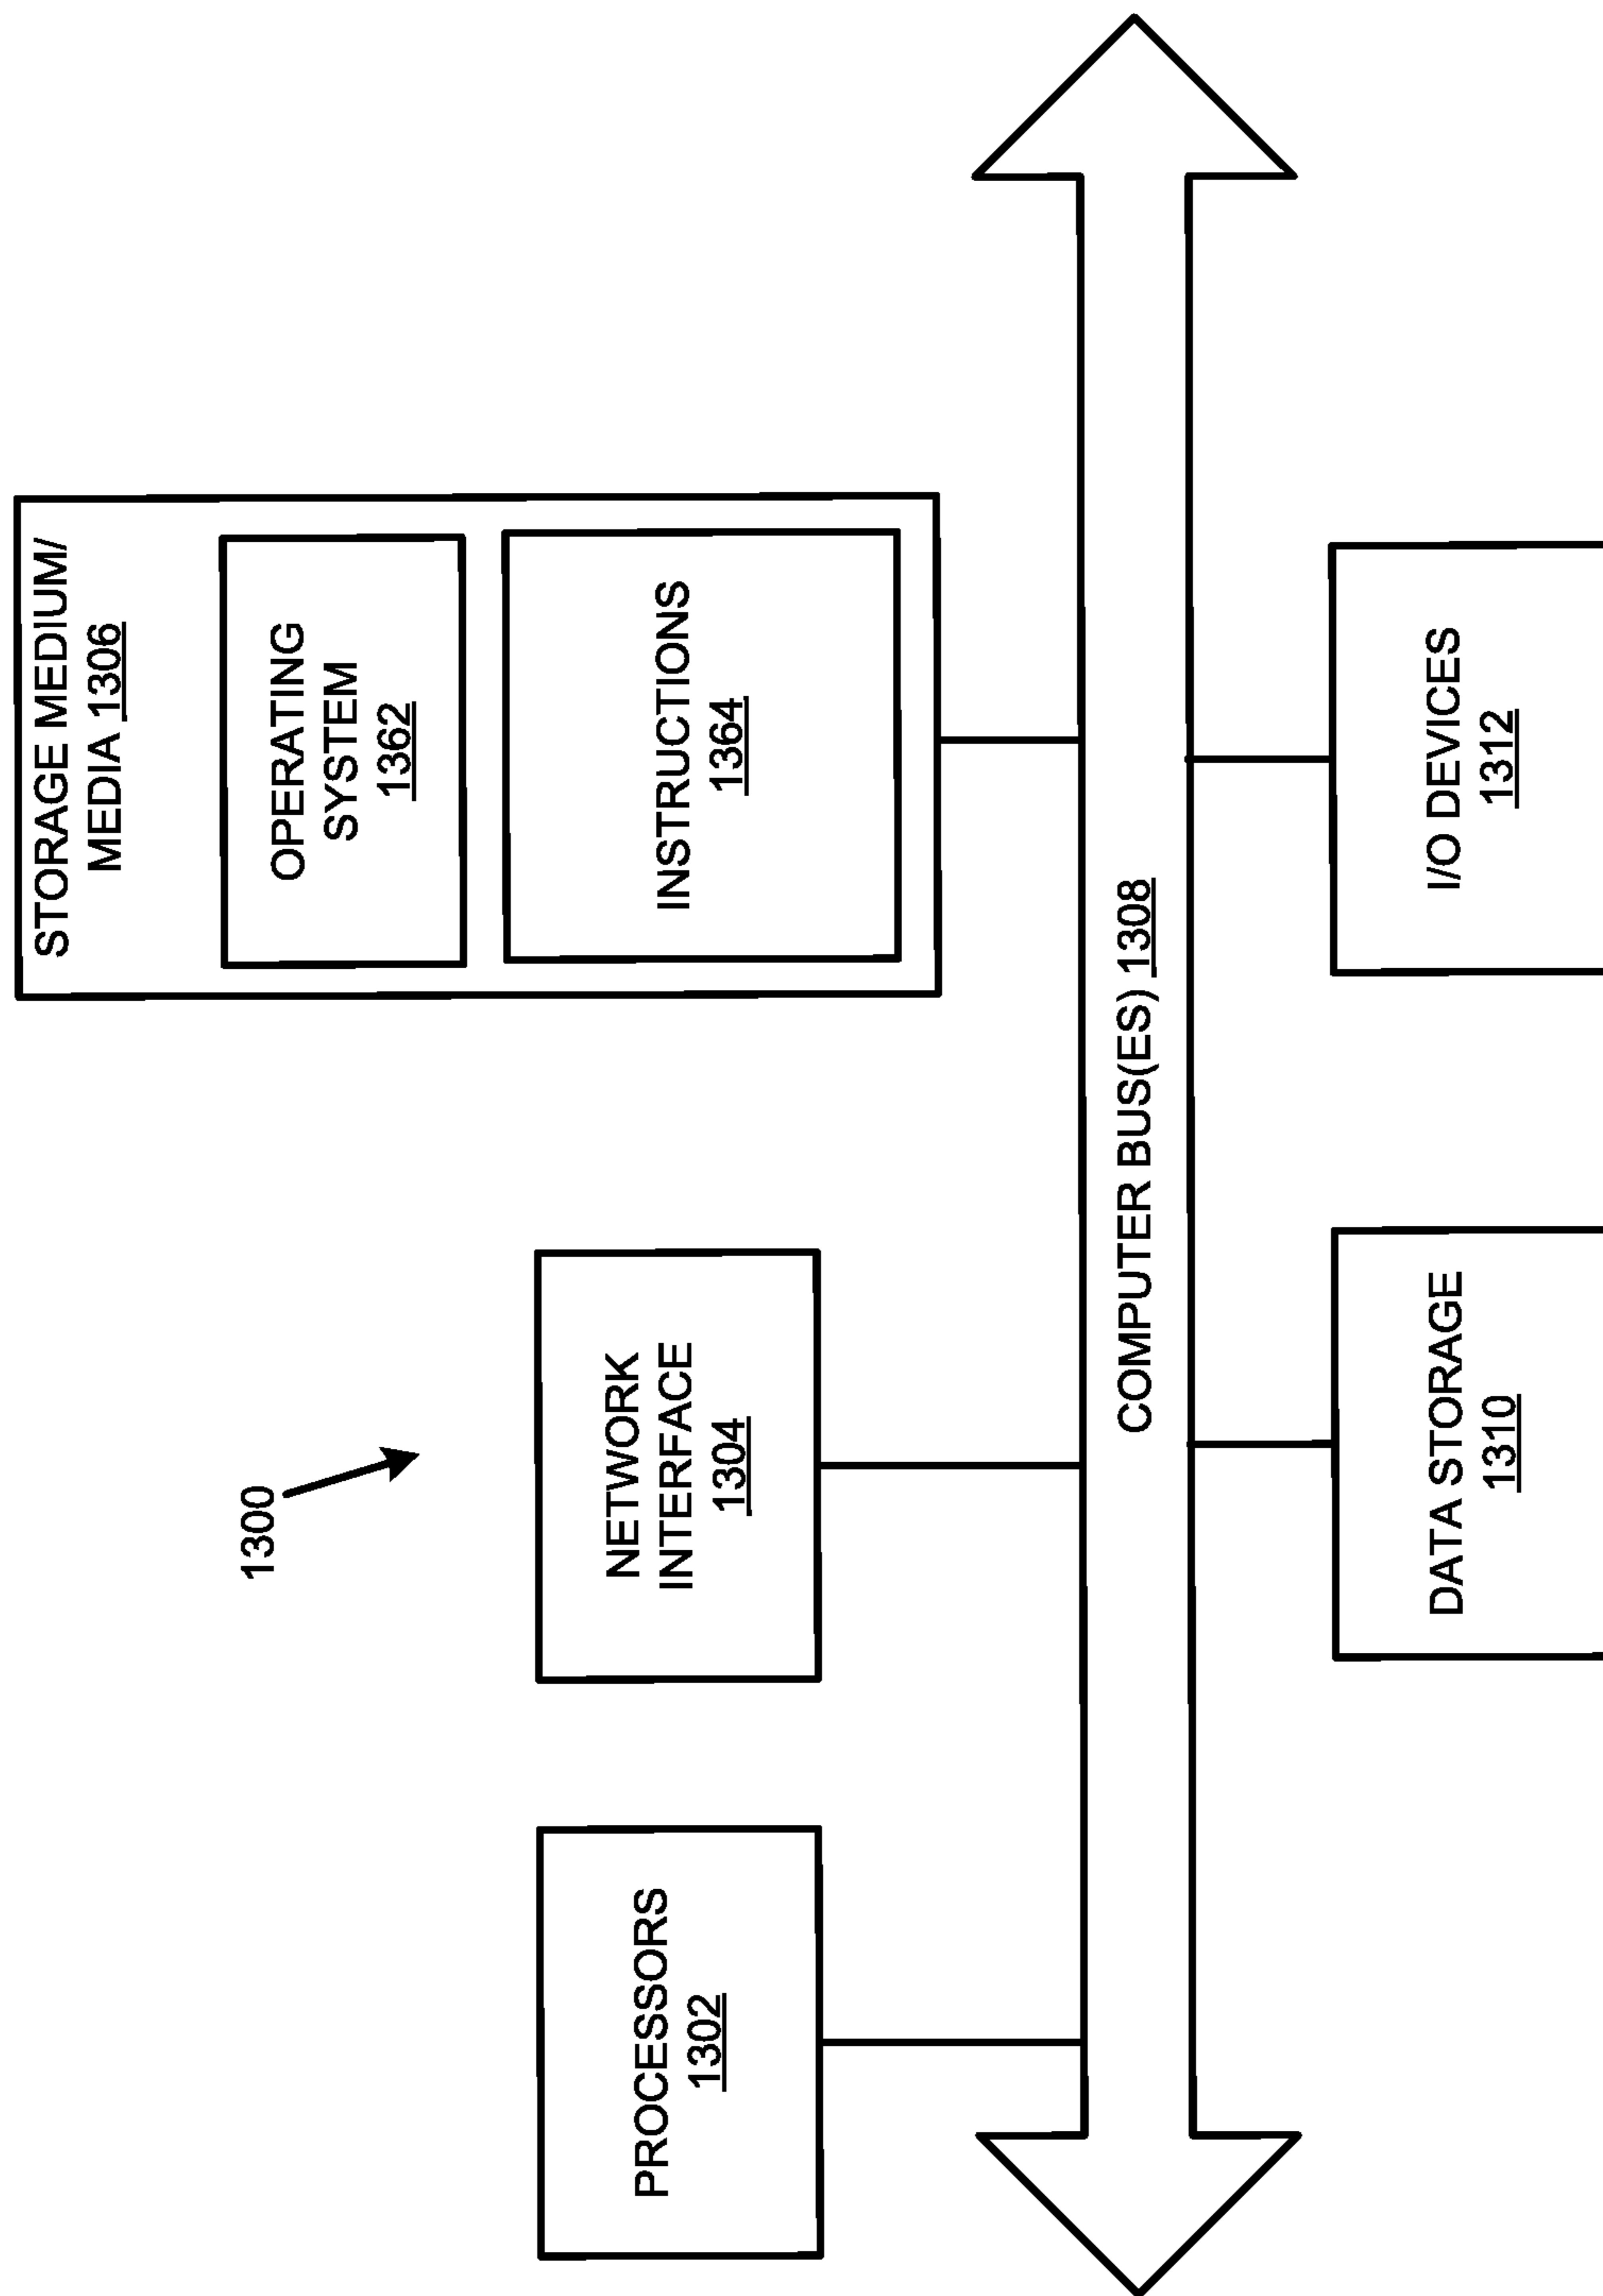 1300
PROCESSORS
1302
NETWORK
INTERFACE
1304
STORAGE MEDIUM/
MEDIA 1306
OPERATING
SYSTEM
1362
INSTRUCTIONS
1364
COMPUTER BUS(ES) 1308
DATA STORAGE
1310
I/O DEVICES
1312